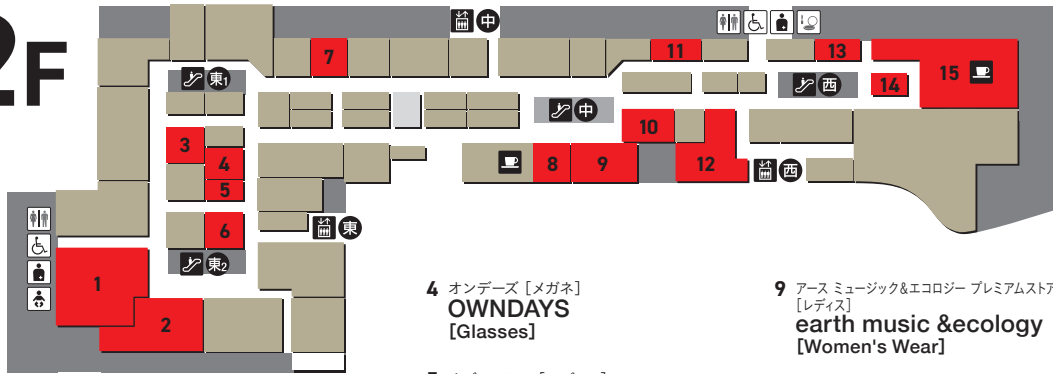 2F
中
7
11
13
15
東1
西
14
中
3
10
4
8
9
12
5
西
6
東
東2
1
2
4 オンデーズ [メガネ]
OWNDAYS
[Glasses]
9 アース ミュージック&エコロジー プレミアムストア
[レディス]
earth music &ecology
[Women's Wear]